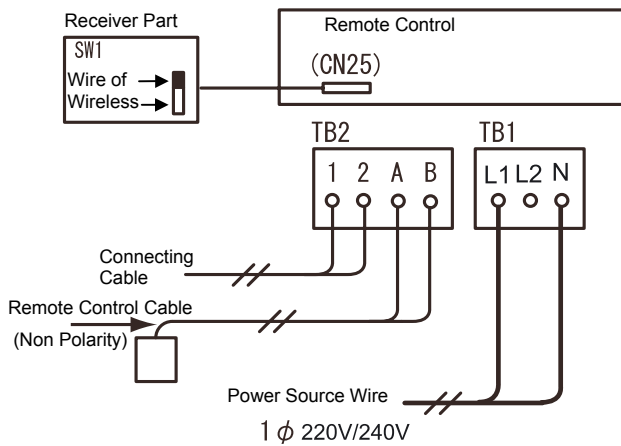 Receiver Part
SW1
Wire of
Wireless
Remote Control
(CN25)
TB2
1 2 A B
TB1
L1 L2 N
Connecting
Cable
Remote Control Cable
(Non Polarity)
Power Source Wire
1 ϕ 220V/240V